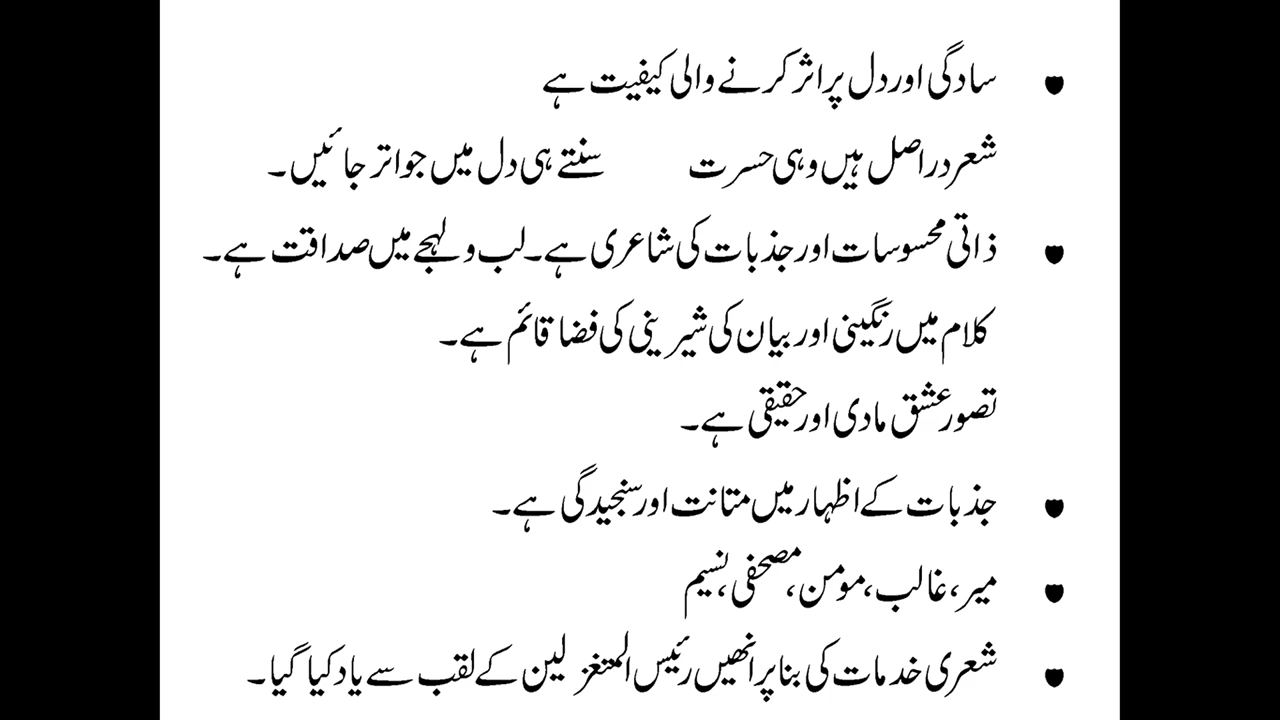 سادگی اور دل پر اثر کرنے والی کیفیت ہے
شعر دراصل ہیں وہی حسرت سنتے ہی دل میں جو اتر جائیں۔
ذاتی محسوسات اور جذبات کی شاعری ہے۔ لب و لہجے میں صداقت ہے۔
کلام میں رنگینی اور بیان کی شیرینی کی فضا قائم ہے۔
تصور عشق مادی اور حقیقی ہے۔
جذبات کے اظہار میں متانت اور سنجیدگی ہے۔
میر، غالب، مومن، مصحفی، نسیم
شعری خدمات کی بنا پر انھیں رئیس المتغزلین کے لقب سے یاد کیا گیا۔